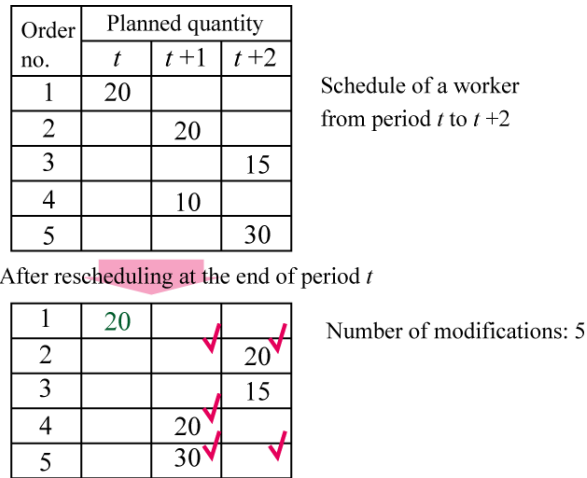 Order no. Planned quantity
t t+1 t+2
1 20
2 20
3 15
4 10
5 30
Schedule of a worker
from period t to t+2
After rescheduling at the end of period t
1 20
2 20
3 15
4 20
5 30
Number of modifications: 5